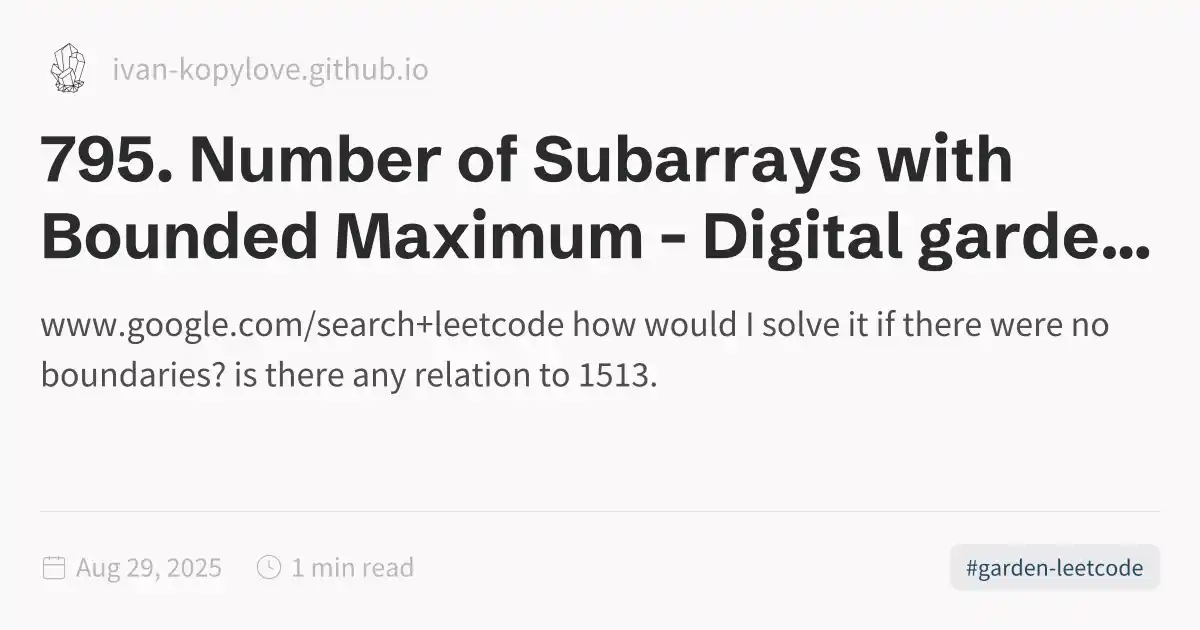 ivan-kopylove.github.io
795. Number of Subarrays with
Bounded Maximum - Digital garde...
www.google.com/search+leetcode how would I solve it if there were no
boundaries? is there any relation to 1513.
Aug 29, 2025 1 min read #garden-leetcode